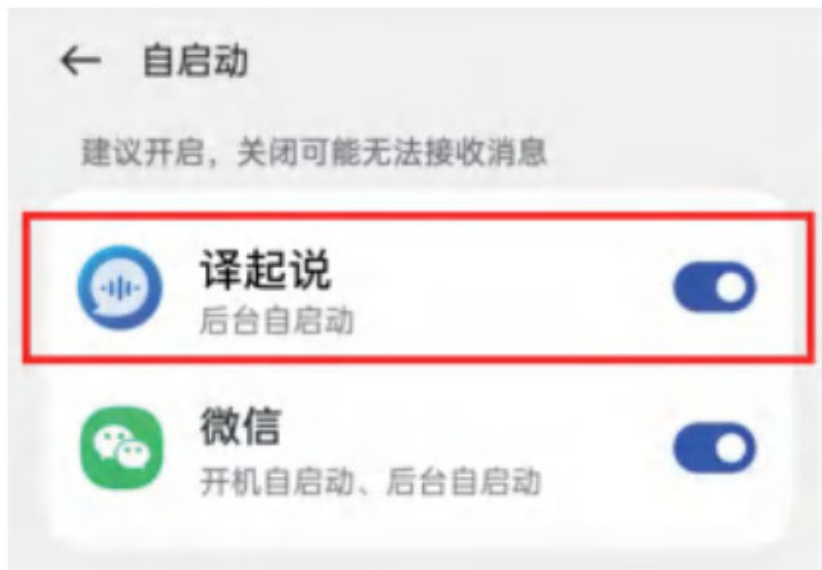 自启动
建议开启，关闭可能无法接收消息
译起说
后台自启动
微信
开机自启动、后台自启动